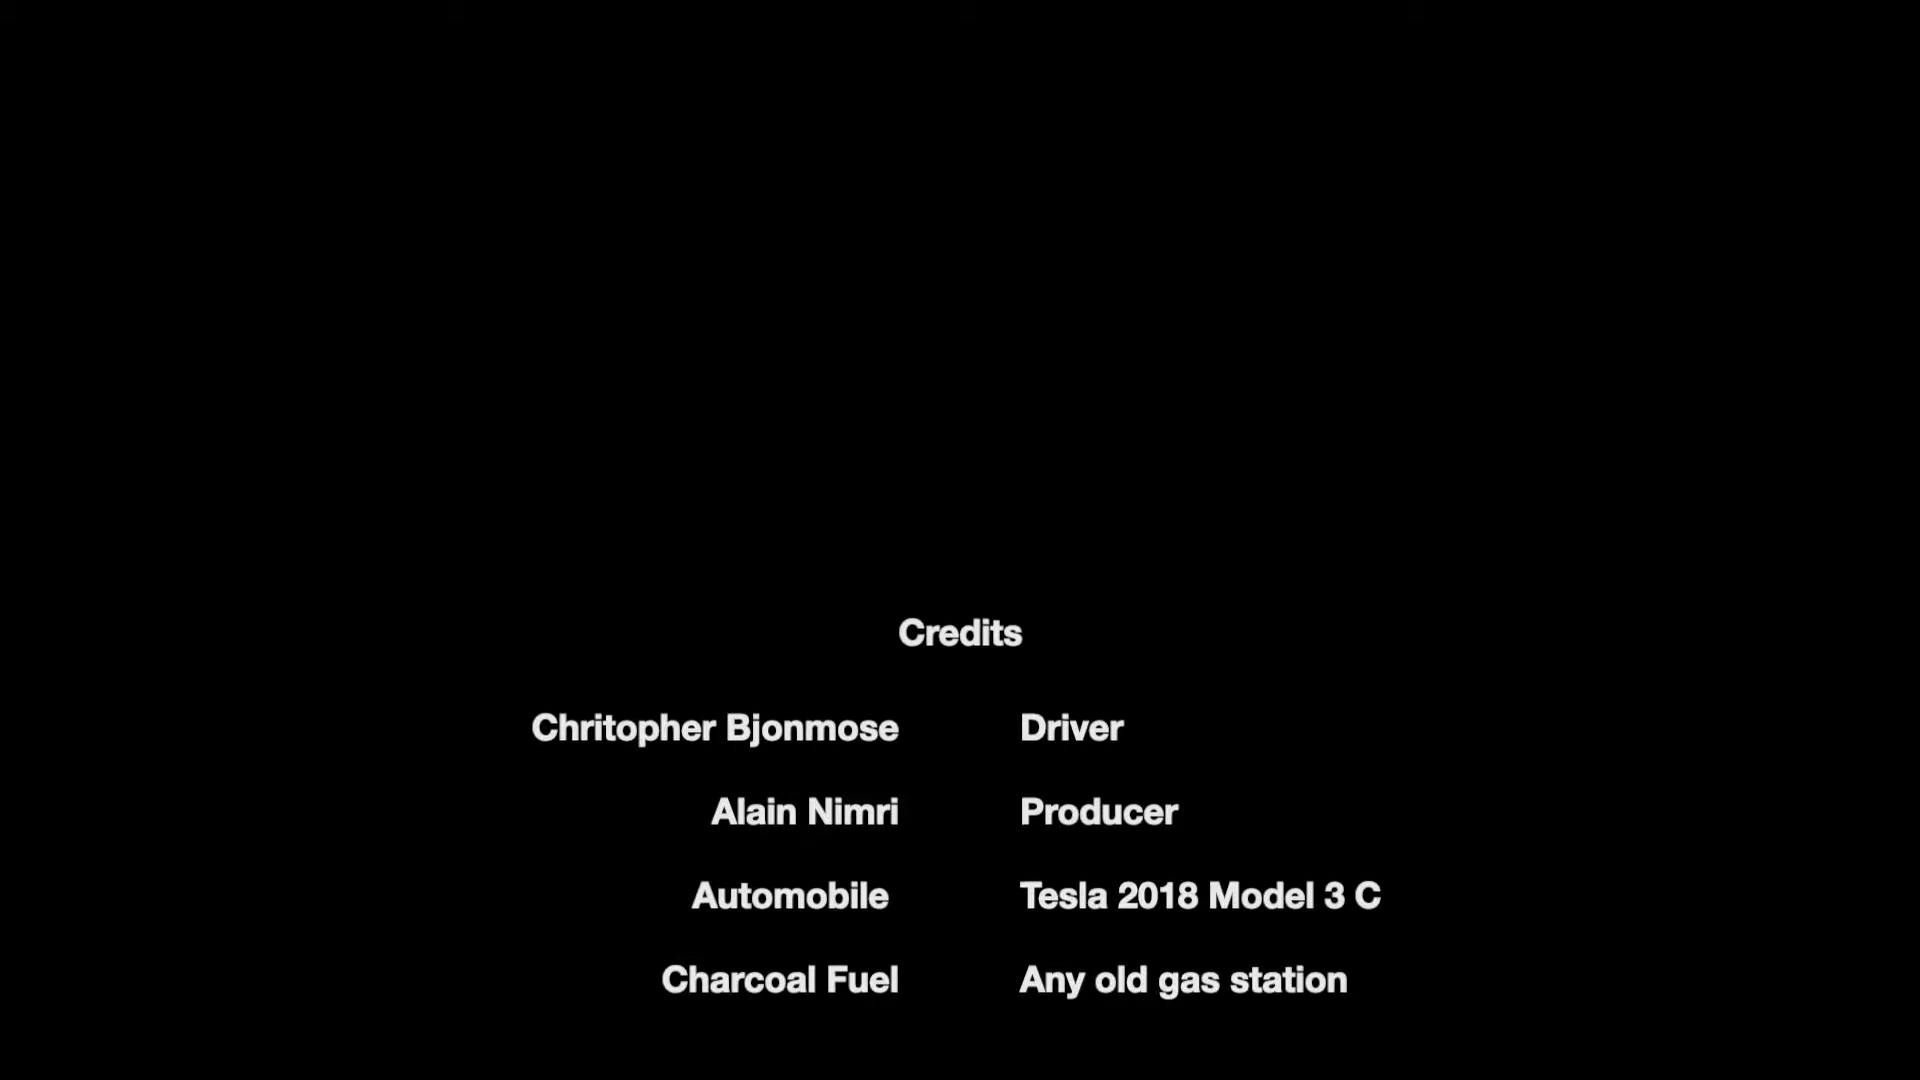 Credits
Chritopher Bjonmose Driver
Alain Nimri Producer
Automobile Tesla 2018 Model 3 C
Charcoal Fuel Any old gas station